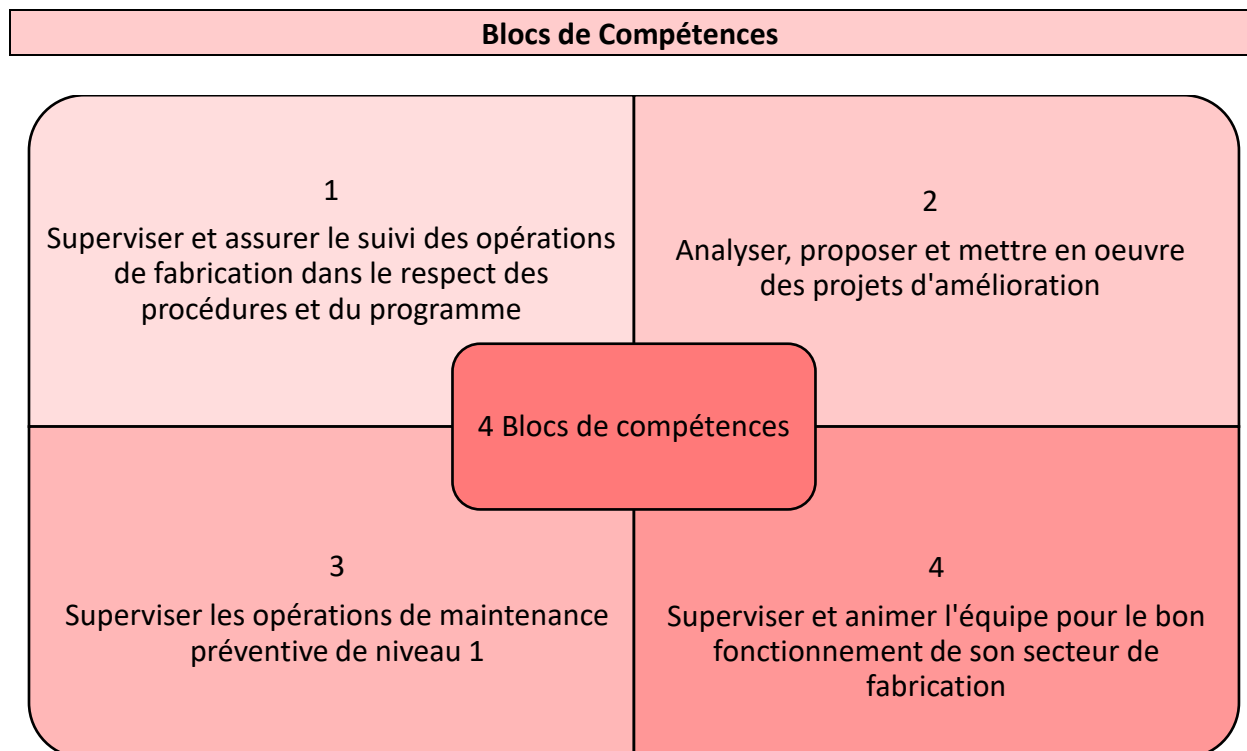 Blocs de Compétences
1
Superviser et assurer le suivi des opérations
de fabrication dans le respect des
procédures et du programme
2
Analyser, proposer et mettre en oeuvre
des projets d'amélioration
4 Blocs de compétences
3
Superviser les opérations de maintenance
préventive de niveau 1
4
Superviser et animer l'équipe pour le bon
fonctionnement de son secteur de
fabrication